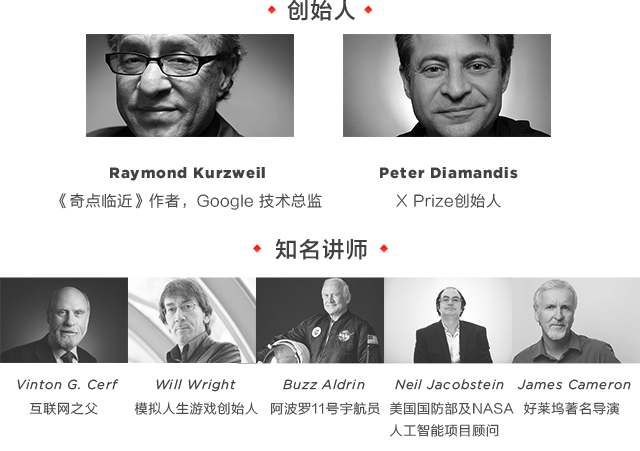 创始人
Raymond Kurzweil
《奇点临近》作者，Google 技术总监
Peter Diamandis
X Prize创始人
知名讲师
Vinton G. Cerf
互联网之父
Will Wright
模拟人生游戏创始人
Buzz Aldrin
阿波罗11号宇航员
Neil Jacobstein
美国国防部及NASA
人工智能项目顾问
James Cameron
好莱坞著名导演